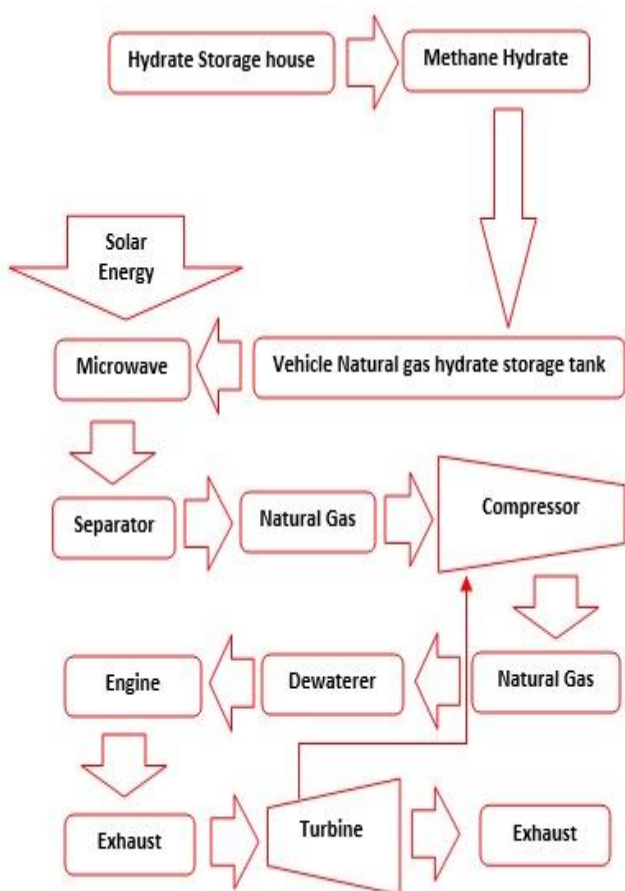 Hydrate Storage house
Methane Hydrate
Solar
Energy
Microwave
Vehicle Natural gas hydrate storage tank
Separator
Natural Gas
Compressor
Engine
Dewaterer
Natural Gas
Exhaust
Turbine
Exhaust